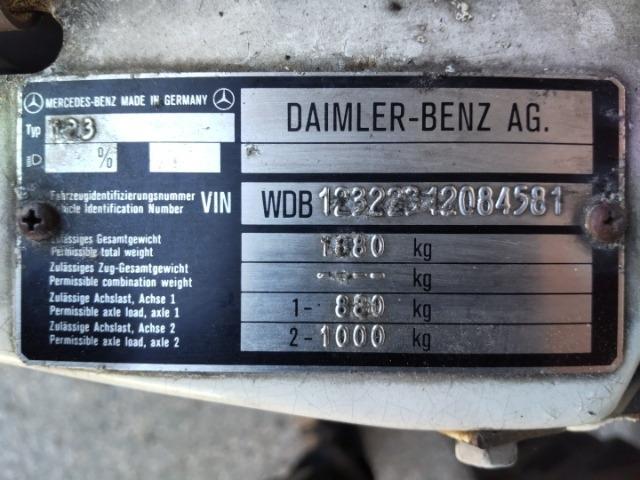 MERCEDES-BENZ MADE IN GERMANY
Typ 123
DAIMLER-BENZ AG.
%
Fahrzeugidentifizierungsnummer
Vehicle Identification Number
VIN
WDB 12322312084581
Zulässiges Gesamtgewicht
Permissible total weight
1880 kg
Zulässiges Zug-Gesamtgewicht
Permissible combination weight
kg
Zulässige Achslast, Achse 1
Permissible axle load, axle 1
1- 880 kg
Zulässige Achslast, Achse 2
Permissible axle load, axle 2
2- 1000 kg